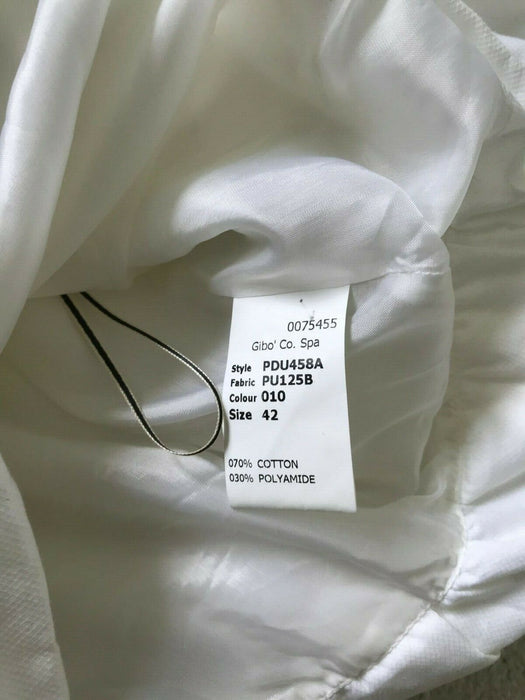 0075455
Gibo' Co. Spa
Style PDU458A
Fabric PU125B
Colour 010
Size 42
070% COTTON
030% POLYAMIDE